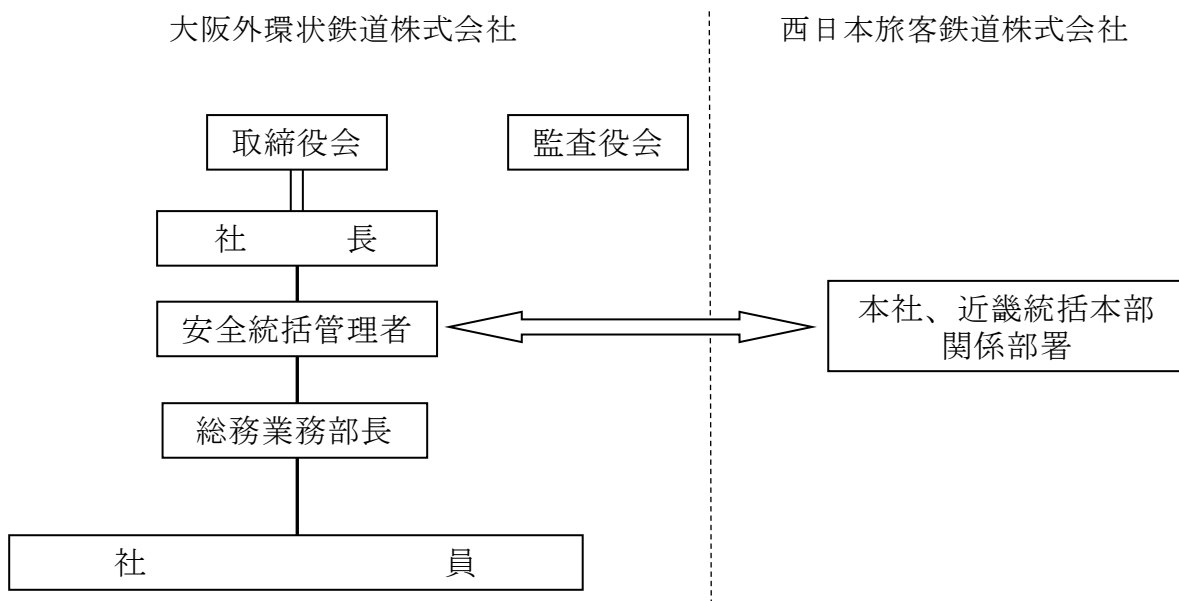 大阪外環状鉄道株式会社
西日本旅客鉄道株式会社
取締役会
監査役会
社　　　長
安全統括管理者
本社、近畿統括本部
関係部署
総務業務部長
社　　　　　　　　　員